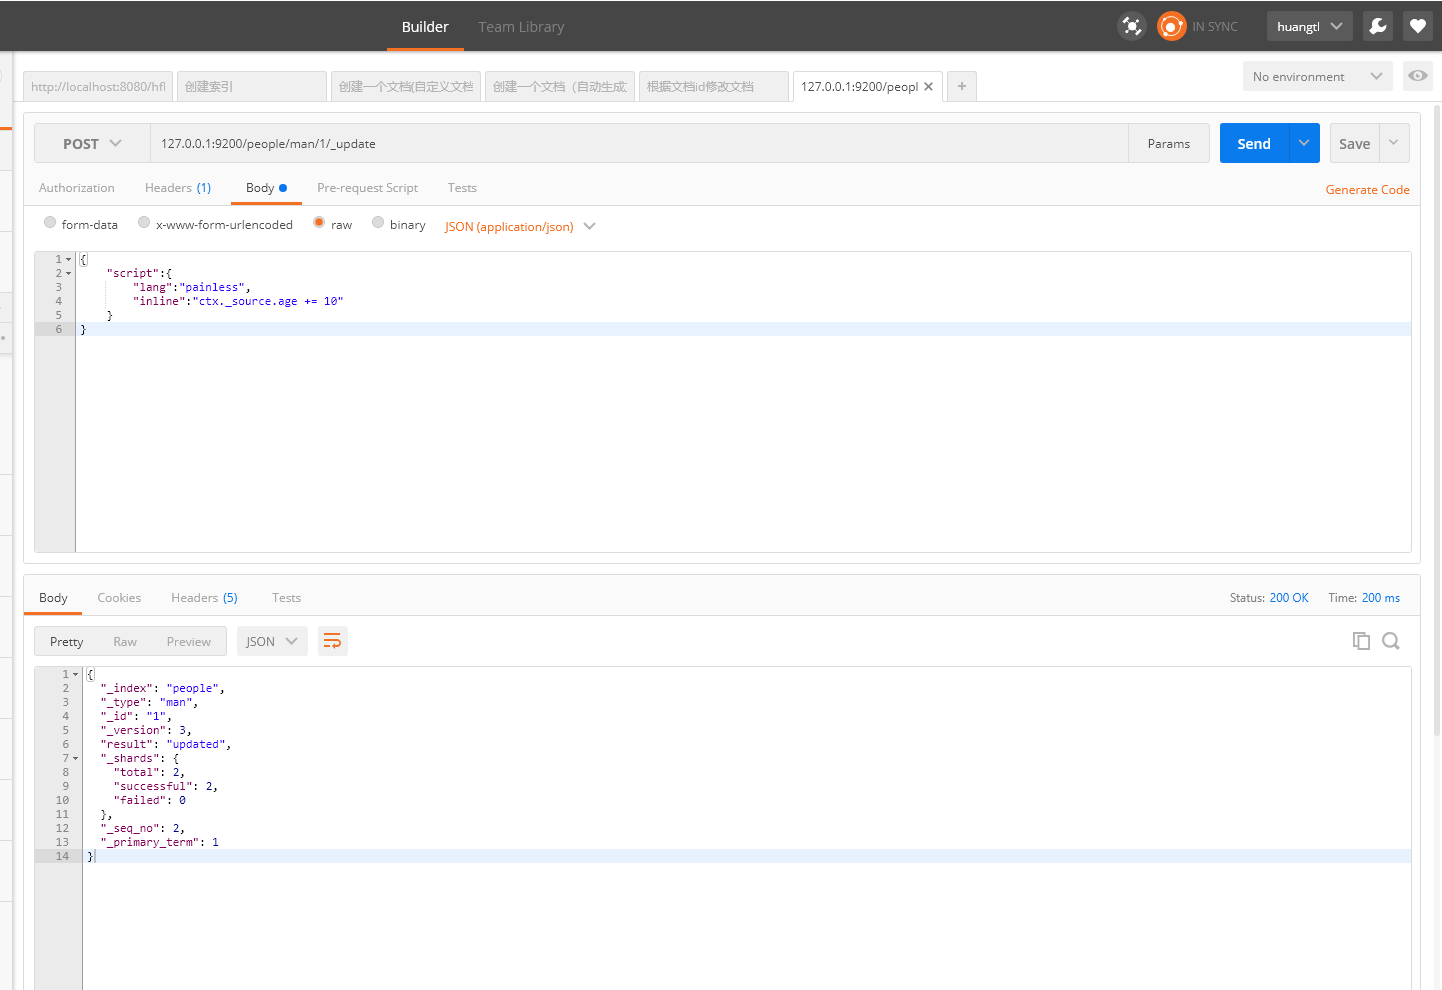 Builder Team Library IN SYNC huangtl
http://localhost:8080/hfl 创建索引 创建一个文档(自定义文档 创建一个文档（自动生成 根据文档id修改文档 127.0.0.1:9200/peopl + No environment
POST 127.0.0.1:9200/people/man/1/_update Params Send Save
Authorization Headers (1) Body Pre-request Script Tests Generate Code
form-data x-www-form-urlencoded raw binary JSON (application/json)
1 {
2 "script":{
3 "lang":"painless",
4 "inline":"ctx._source.age += 10"
5 }
6 }
Body Cookies Headers (5) Tests Status: 200 OK Time: 200 ms
Pretty Raw Preview JSON
1 {
2 "_index": "people",
3 "_type": "man",
4 "_id": "1",
5 "_version": 3,
6 "result": "updated",
7 "_shards": {
8 "total": 2,
9 "successful": 2,
10 "failed": 0
11 },
12 "_seq_no": 2,
13 "_primary_term": 1
14 }